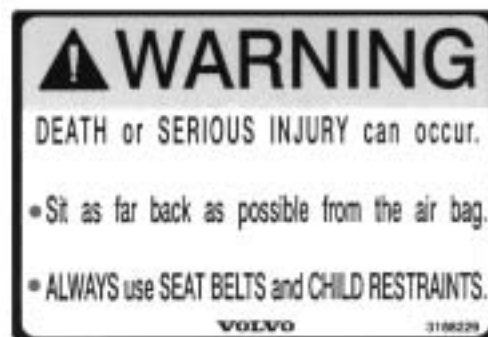 WARNING
DEATH or SERIOUS INJURY can occur.
• Sit as far back as possible from the air bag.
• ALWAYS use SEAT BELTS and CHILD RESTRAINTS.
VOLVO 3188229